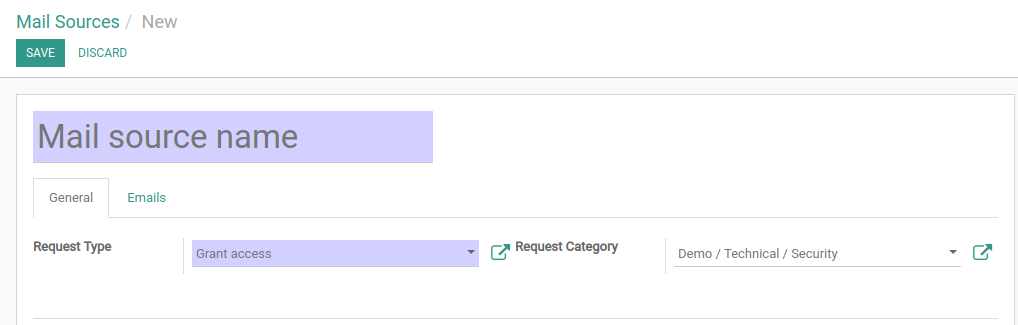 Mail Sources / New
SAVE DISCARD
Mail source name
General Emails
Request Type Grant access Request Category Demo / Technical / Security